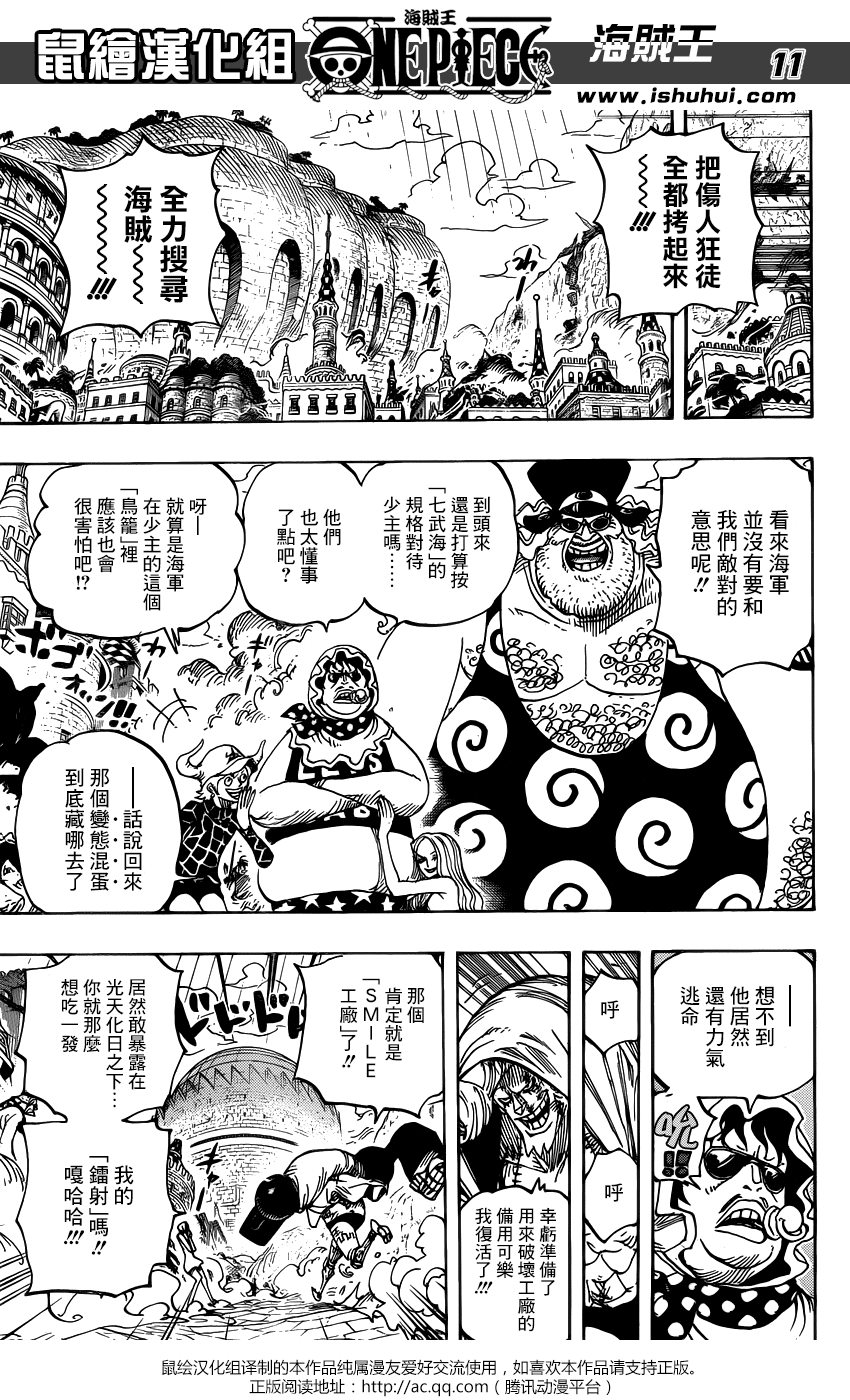 鼠繪漢化組
海賊王
ONE PIECE
海賊王
11
www.ishuhui.com
把傷人狂徒
全都拷起來
～～～!!!
全力搜尋
海賊～～
～～～!!!
看來海軍
並沒有要和
我們敵對的
意思呢!!
到頭來
還是打算按
「七武海」的
規格對待
少主嗎……
他們
也太懂事
了點吧?
呀—
就算是海軍
在少主的這個
「鳥籠」裡
應該也會
很害怕吧!?
ボゴォォン!!!
——話說回來
那個變態混蛋
到底藏哪去了
——
想不到
他居然
還有力氣
逃命
吮!!
呼
呼
幸虧準備了
用來破壞工廠的
備用可樂
我復活了!!!
那個
肯定就是
「SMILE
工廠」了!!
ドドドド
居然敢暴露在
光天化日之下…
你就那麼
想吃一發
我的
「鐳射」嗎!!
嘎哈哈!!!
鼠绘汉化组译制的本作品纯属漫友爱好交流使用，如喜欢本作品请支持正版。
正版阅读地址：http://ac.qq.com（腾讯动漫平台）